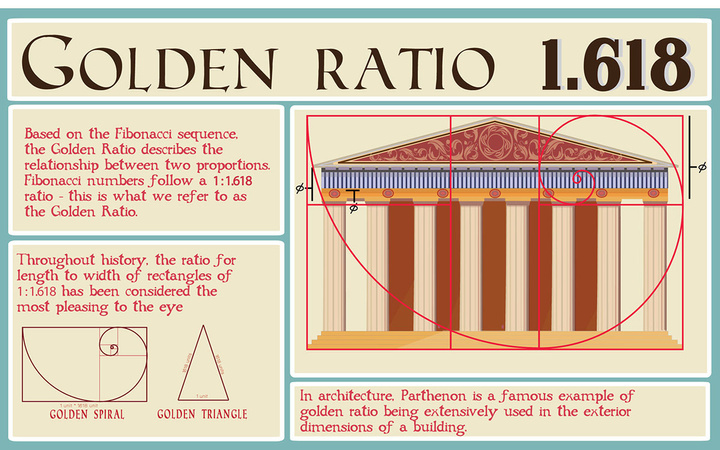 GOLDEN RATIO 1.618
Based on the Fibonacci sequence,
the Golden Ratio describes the
relationship between two proportions.
Fibonacci numbers follow a 1:1.618
ratio - this is what we refer to as
the Golden Ratio.
Throughout history, the ratio for
length to width of rectangles of
1:1.618 has been considered the
most pleasing to the eye
1 unit
GOLDEN SPIRAL
GOLDEN TRIANGLE
ϕ
ϕ
ϕ
In architecture, Parthenon is a famous example of
golden ratio being extensively used in the exterior
dimensions of a building.